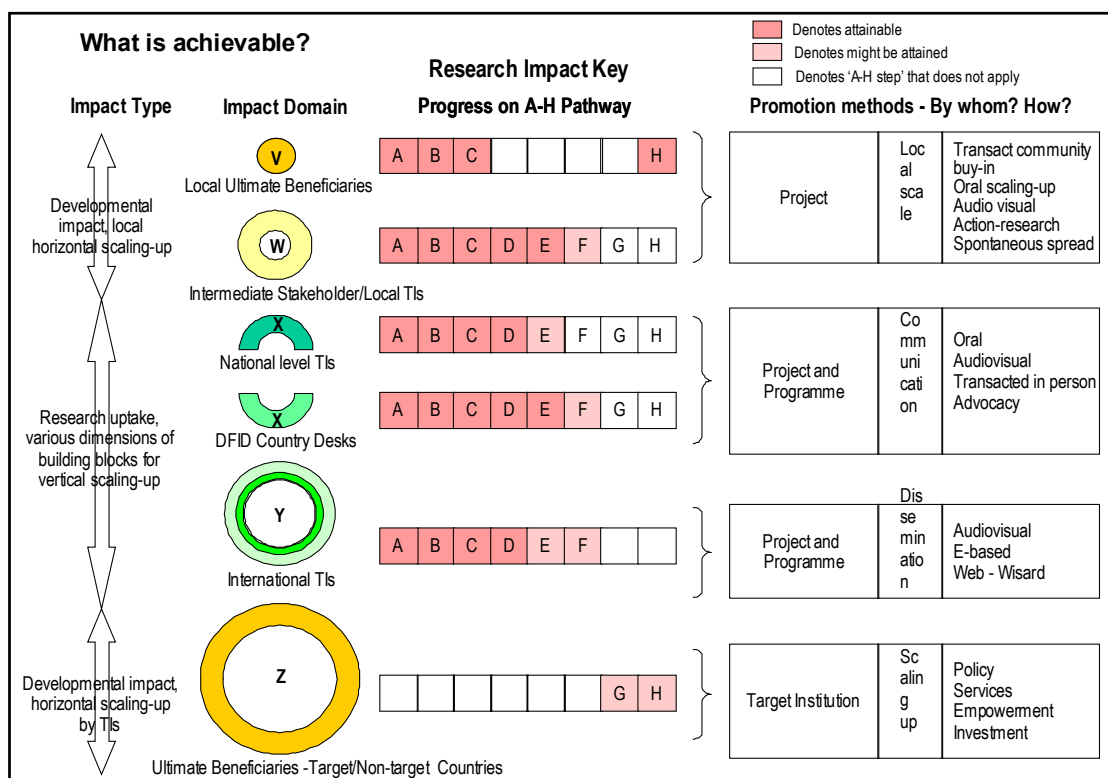 What is achievable?
Denotes attainable
Denotes might be attained
Denotes 'A-H step' that does not apply
Research Impact Key
Impact Type
Impact Domain
Progress on A-H Pathway
Promotion methods - By whom? How?
V
Local Ultimate Beneficiaries
A B C H
Developmental
impact, local
horizontal scaling-up
W
Intermediate Stakeholder/Local TIs
A B C D E F G H
Project
Loc
al
sca
le
Transact community
buy-in
Oral scaling-up
Audio visual
Action-research
Spontaneous spread
X
National level TIs
A B C D E F G H
Research uptake,
various dimensions of
building blocks for
vertical scaling-up
X
DFID Country Desks
A B C D E F G H
Project and
Programme
Co
mm
uni
cati
on
Oral
Audiovisual
Transacted in person
Advocacy
Y
International TIs
A B C D E F
Project and
Programme
Dis
se
min
atio
n
Audiovisual
E-based
Web - Wisard
Developmental impact,
horizontal scaling-up
by TIs
Z
Ultimate Beneficiaries -Target/Non-target Countries
G H
Target Institution
Sc
alin
g
up
Policy
Services
Empowerment
Investment